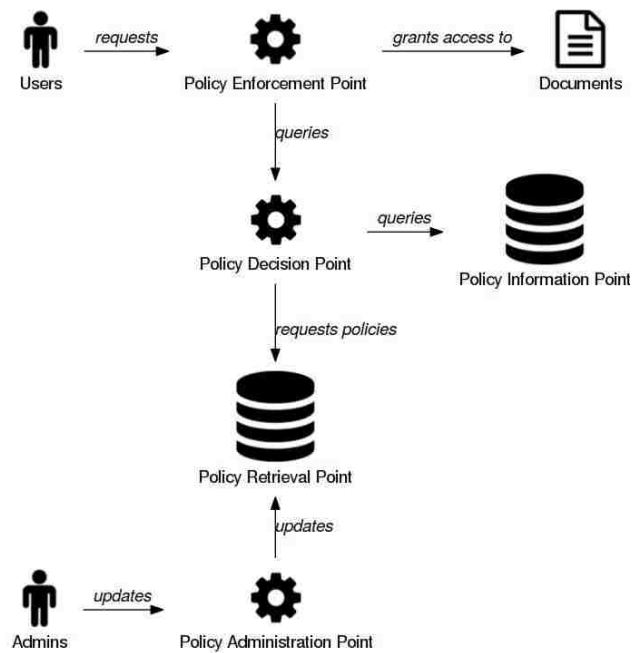 requests
grants access to
Users
Policy Enforcement Point
Documents
queries
queries
Policy Decision Point
Policy Information Point
requests policies
Policy Retrieval Point
updates
updates
Admins
Policy Administration Point